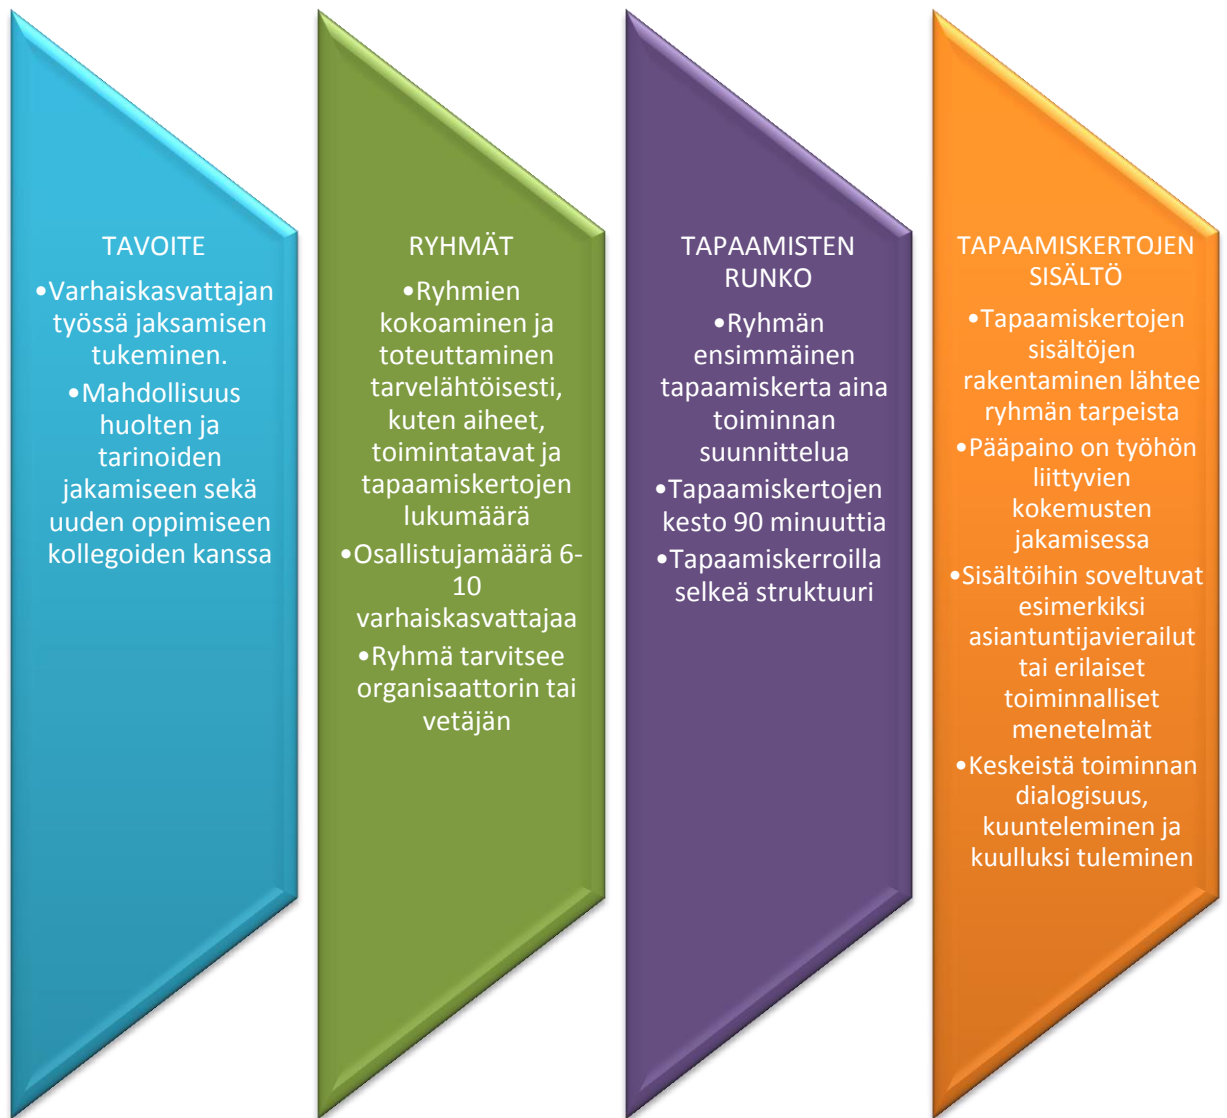 TAVOITE
•Varhaiskasvattajan
työssä jaksamisen
tukeminen.
•Mahdollisuus
huolten ja
tarinoiden
jakamiseen sekä
uuden oppimiseen
kollegoiden kanssa
RYHMÄT
•Ryhmien
kokoaminen ja
toteuttaminen
tarvelähtöisesti,
kuten aiheet,
toimintatavat ja
tapaamiskertojen
lukumäärä
•Osallistujamäärä 6-
10
varhaiskasvattajaa
•Ryhmä tarvitsee
organisaattorin tai
vetäjän
TAPAAMISTEN
RUNKO
•Ryhmän
ensimmäinen
tapaamiskerta aina
toiminnan
suunnittelua
•Tapaamiskertojen
kesto 90 minuuttia
•Tapaamiskerroilla
selkeä struktuuri
TAPAAMISKERTOJEN
SISÄLTÖ
•Tapaamiskertojen
sisältöjen
rakentaminen lähtee
ryhmän tarpeista
•Pääpaino on työhön
liittyvien
kokemusten
jakamisessa
•Sisältöihin soveltuvat
esimerkiksi
asiantuntijavierailut
tai erilaiset
toiminnalliset
menetelmät
•Keskeistä toiminnan
dialogisuus,
kuunteleminen ja
kuulluksi tuleminen